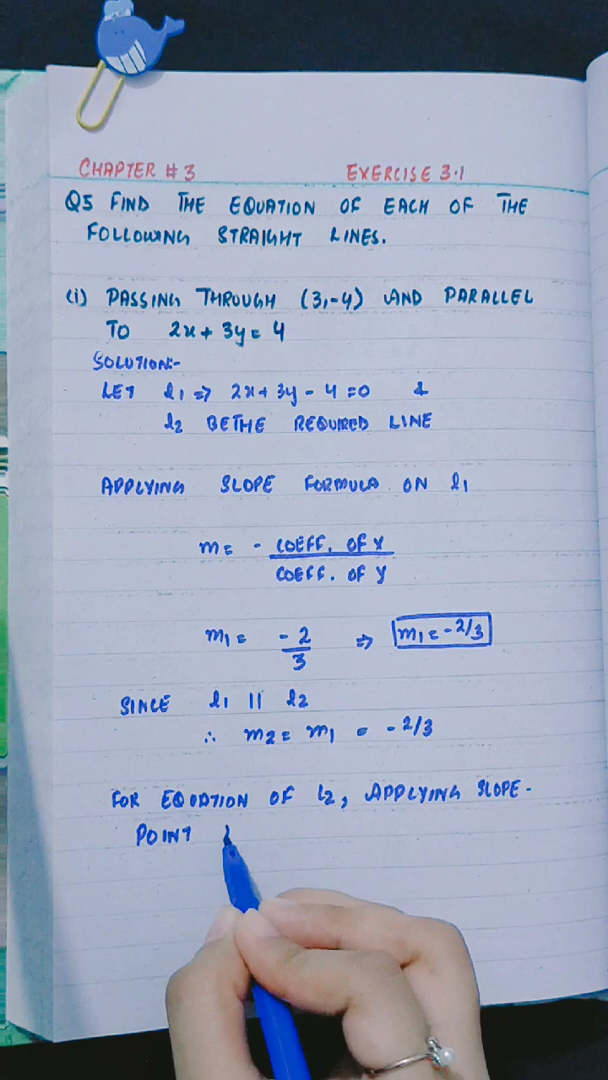 CHAPTER # 3 EXERCISE 3.1
Q5 FIND THE EQUATION OF EACH OF THE
FOLLOWING STRAIGHT LINES.
(i) PASSING THROUGH (3,-4) AND PARALLEL
TO 2x + 3y = 4
SOLUTION:-
LET l1 => 2x + 3y - 4 = 0 &
l2 BE THE REQUIRED LINE
APPLYING SLOPE FORMULA ON l1
m = - COEFF. OF X
COEFF. OF Y
m1 = -2/3 => m1 = -2/3
SINCE l1 || l2
∴ m2 = m1 = -2/3
FOR EQUATION OF l2, APPLYING SLOPE-
POINT